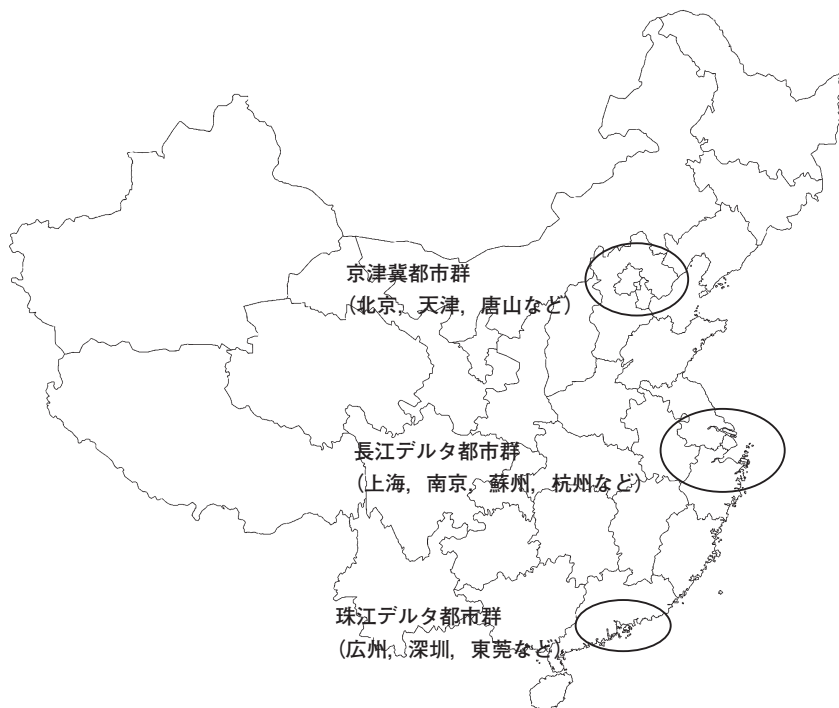 京津冀都市群
(北京，天津，唐山など)
長江デルタ都市群
(上海，南京，蘇州，杭州など)
珠江デルタ都市群
(広州，深圳，東莞など)